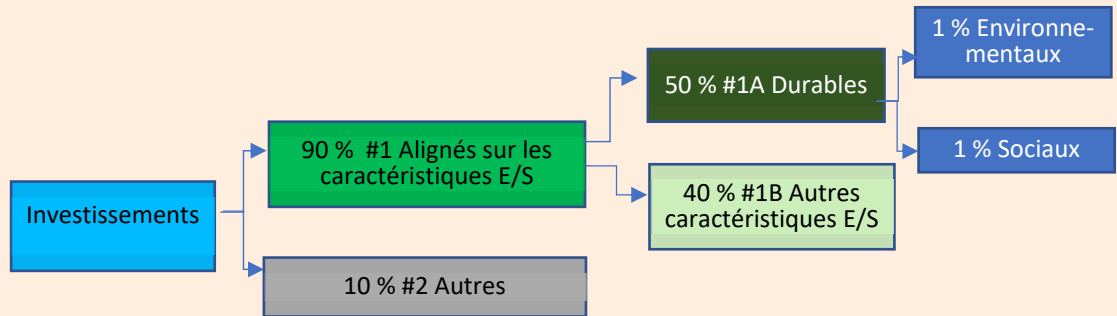 Investissements
90 % #1 Alignés sur les
caractéristiques E/S
10 % #2 Autres
50 % #1A Durables
40 % #1B Autres
caractéristiques E/S
1 % Environne-
mentaux
1 % Sociaux